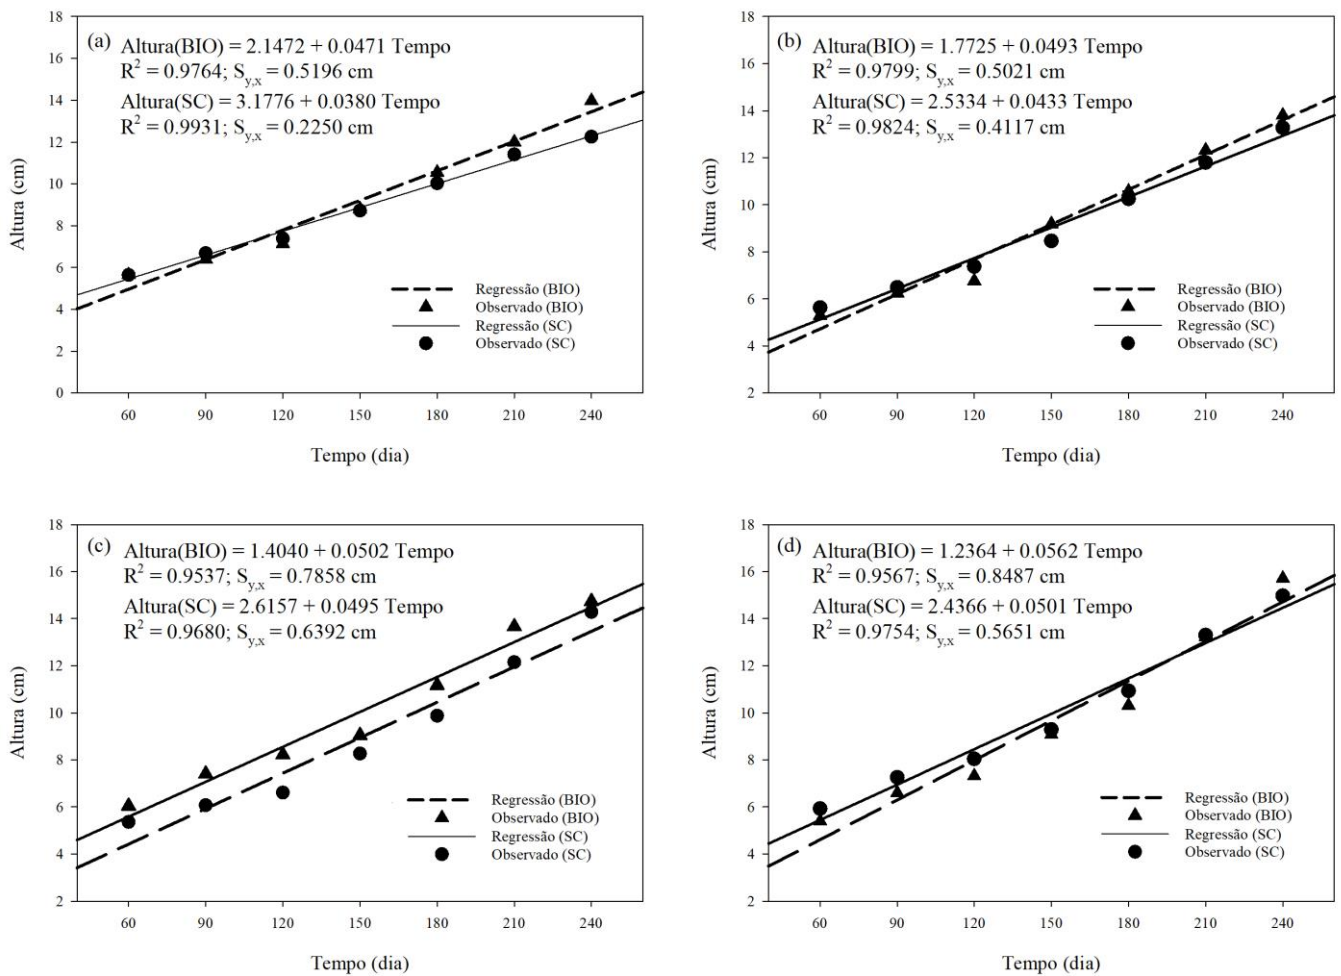 (a) Altura(BIO) = 2.1472 + 0.0471 Tempo
R² = 0.9764; Sy,x = 0.5196 cm
Altura(SC) = 3.1776 + 0.0380 Tempo
R² = 0.9931; Sy,x = 0.2250 cm
18
16
14
12
10
8
6
4
2
0
Altura (cm)
Regressão (BIO)
Observado (BIO)
Regressão (SC)
Observado (SC)
60 90 120 150 180 210 240
Tempo (dia)
(b) Altura(BIO) = 1.7725 + 0.0493 Tempo
R² = 0.9799; Sy,x = 0.5021 cm
Altura(SC) = 2.5334 + 0.0433 Tempo
R² = 0.9824; Sy,x = 0.4117 cm
18
16
14
12
10
8
6
4
2
Altura (cm)
Regressão (BIO)
Observado (BIO)
Regressão (SC)
Observado (SC)
60 90 120 150 180 210 240
Tempo (dia)
(c) Altura(BIO) = 1.4040 + 0.0502 Tempo
R² = 0.9537; Sy,x = 0.7858 cm
Altura(SC) = 2.6157 + 0.0495 Tempo
R² = 0.9680; Sy,x = 0.6392 cm
18
16
14
12
10
8
6
4
2
Altura (cm)
Regressão (BIO)
Observado (BIO)
Regressão (SC)
Observado (SC)
60 90 120 150 180 210 240
Tempo (dia)
(d) Altura(BIO) = 1.2364 + 0.0562 Tempo
R² = 0.9567; Sy,x = 0.8487 cm
Altura(SC) = 2.4366 + 0.0501 Tempo
R² = 0.9754; Sy,x = 0.5651 cm
18
16
14
12
10
8
6
4
2
Altura (cm)
Regressão (BIO)
Observado (BIO)
Regressão (SC)
Observado (SC)
60 90 120 150 180 210 240
Tempo (dia)